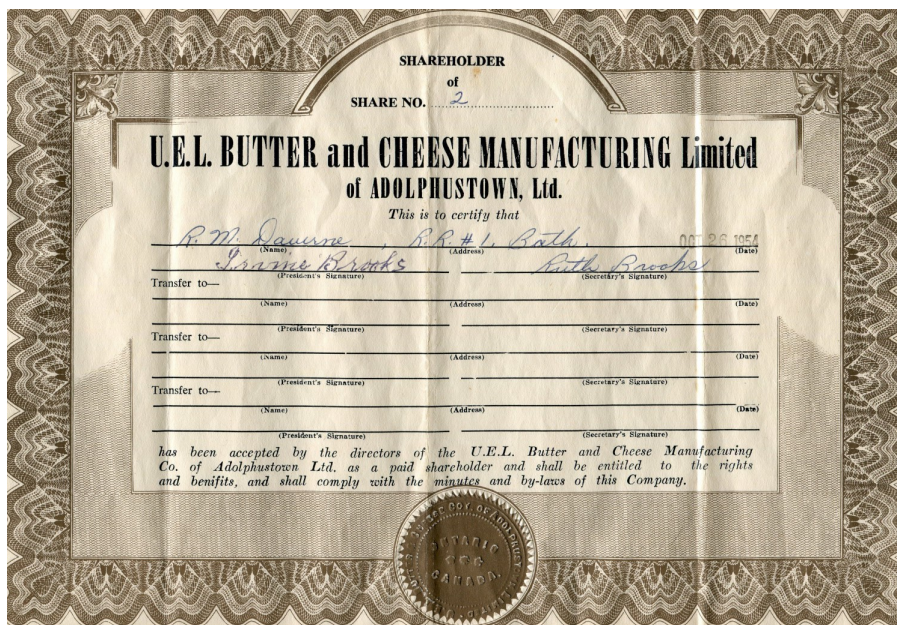 SHAREHOLDER
of
SHARE NO. 2
U.E.L. BUTTER and CHEESE MANUFACTURING Limited
of ADOLPHUSTOWN, Ltd.
This is to certify that
R. M. Daverne, R.R. #1. Bath. OCT 26 1954
(Name) (Address) (Date)
Irvine Brooks Ruth Brooks
(President's Signature) (Secretary's Signature)
Transfer to—
(Name) (Address) (Date)
(President's Signature) (Secretary's Signature)
Transfer to—
(Name) (Address) (Date)
(President's Signature) (Secretary's Signature)
Transfer to—
(Name) (Address) (Date)
(President's Signature) (Secretary's Signature)
has been accepted by the directors of the U.E.L. Butter and Cheese Manufacturing
Co. of Adolphustown Ltd. as a paid shareholder and shall be entitled to the rights
and benifits, and shall comply with the minutes and by-laws of this Company.
ONTARIO
CANADA.